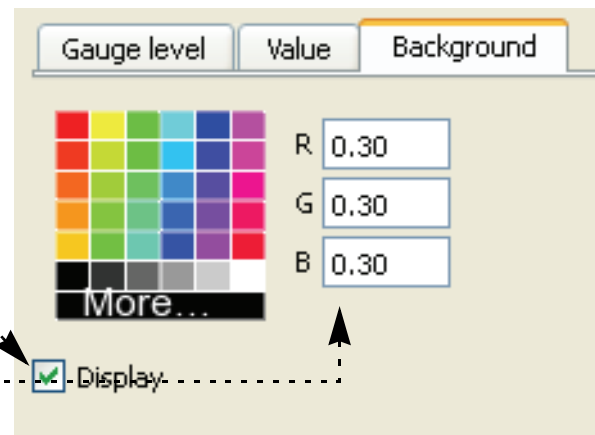 Gauge level Value Background
R 0.30
G 0.30
B 0.30
More...
Display